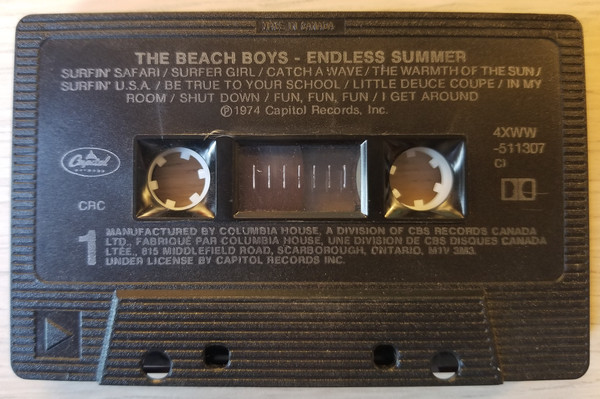 MADE IN CANADA
THE BEACH BOYS - ENDLESS SUMMER
SURFIN' SAFARI / SURFER GIRL / CATCH A WAVE / THE WARMTH OF THE SUN /
SURFIN' U.S.A. / BE TRUE TO YOUR SCHOOL / LITTLE DEUCE COUPE / IN MY
ROOM / SHUT DOWN / FUN, FUN, FUN / I GET AROUND
℗ 1974 Capitol Records, Inc.
Capitol
4XWW
-511307
C1
CRC
1
MANUFACTURED BY COLUMBIA HOUSE, A DIVISION OF CBS RECORDS CANADA
LTD., FABRIQUÉ PAR COLUMBIA HOUSE, UNE DIVISION DE CBS DISQUES CANADA
LTÉE., 815 MIDDLEFIELD ROAD, SCARBOROUGH, ONTARIO. M1V 3M3.
UNDER LICENSE BY CAPITOL RECORDS INC.